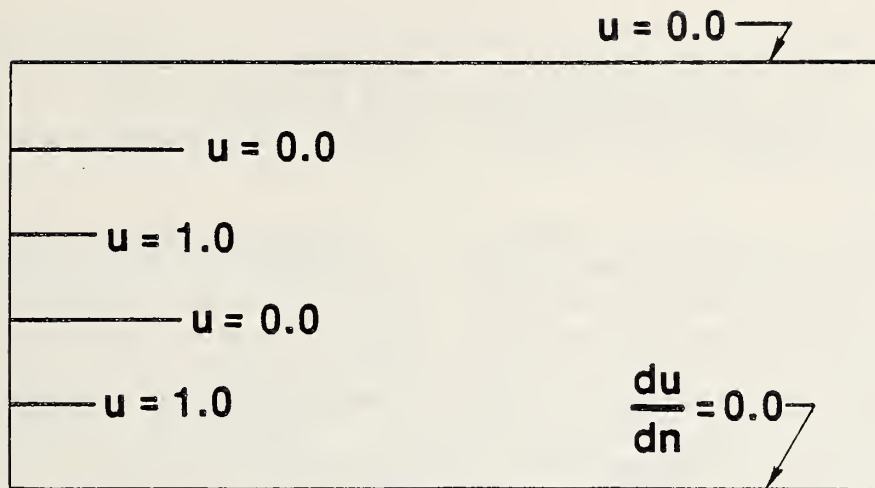 u = 0.0
u = 0.0
u = 1.0
u = 0.0
u = 1.0
du
dn
= 0.0